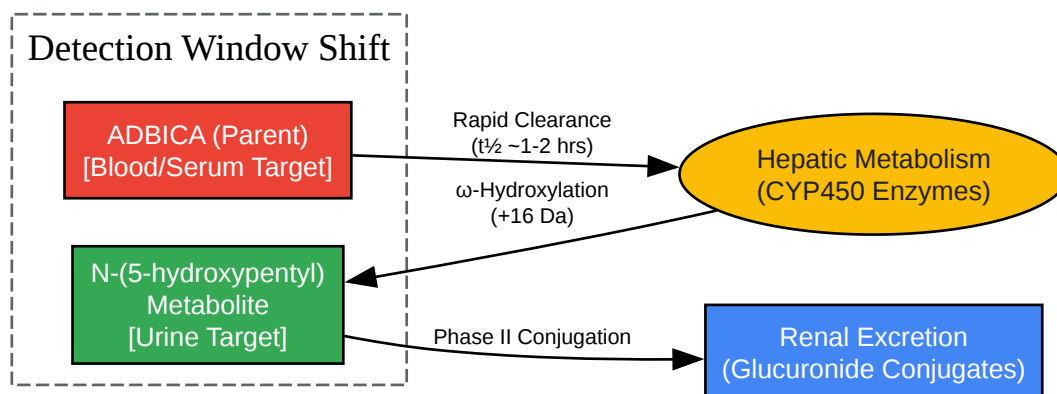 Detection Window Shift
ADBICA (Parent)
[Blood/Serum Target]
Rapid Clearance
(t½ ~1-2 hrs)
Hepatic Metabolism
(CYP450 Enzymes)
ω-Hydroxylation
(+16 Da)
N-(5-hydroxypentyl)
Metabolite
[Urine Target]
Phase II Conjugation
Renal Excretion
(Glucuronide Conjugates)